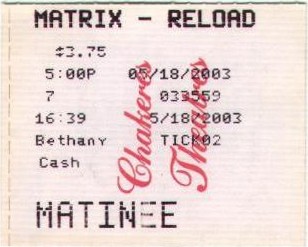 MATRIX - RELOAD
$3.75
5:00P 05/18/2003
7 033559
16:39 5/18/2003
Bethany TICK02
Cash
Chakeres
Theatres
MATINEE